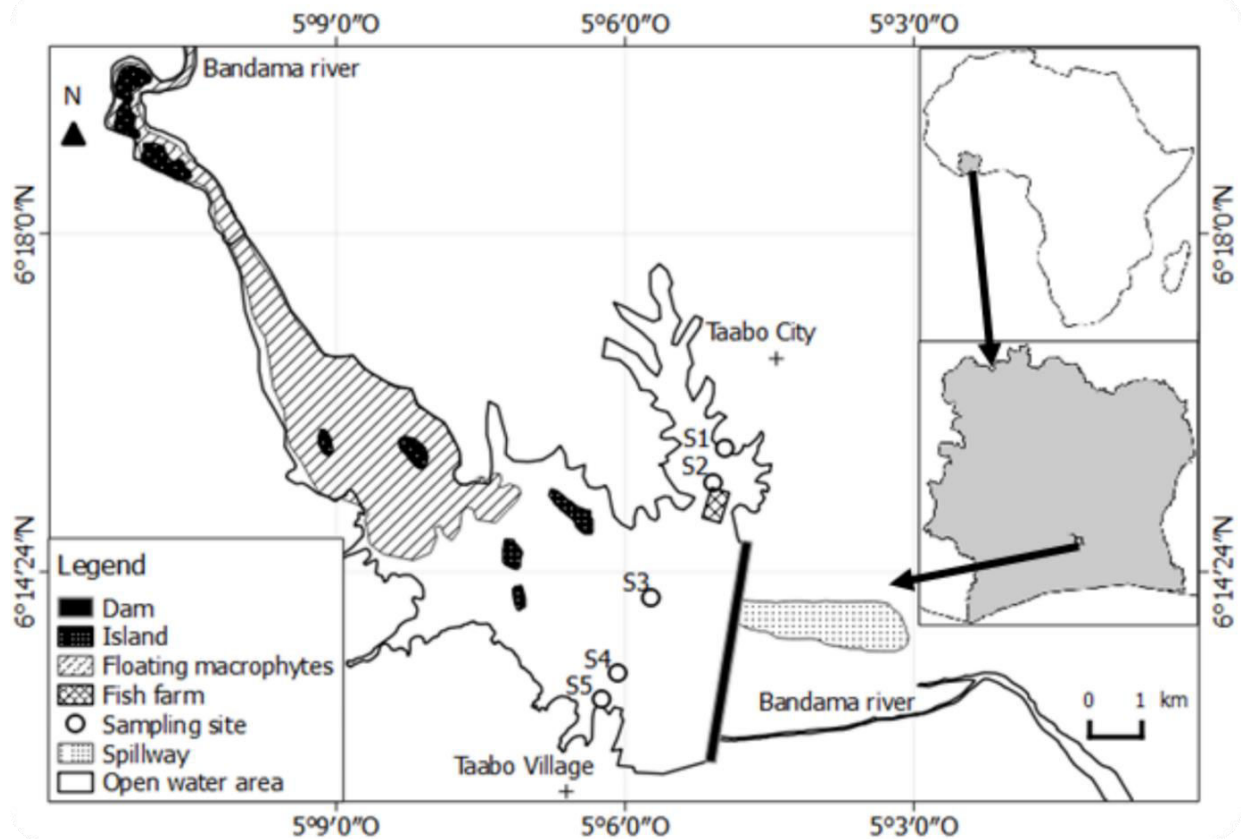 5°9′0″O
5°6′0″O
5°3′0″O
Bandama river
N
6°18′0″N
6°18′0″N
Taabo City
S1
S2
6°14′24″N
6°14′24″N
S3
S4
S5
Bandama river
Taabo Village
Legend
Dam
Island
Floating macrophytes
Fish farm
Sampling site
Spillway
Open water area
0 1 km
5°9′0″O
5°6′0″O
5°3′0″O